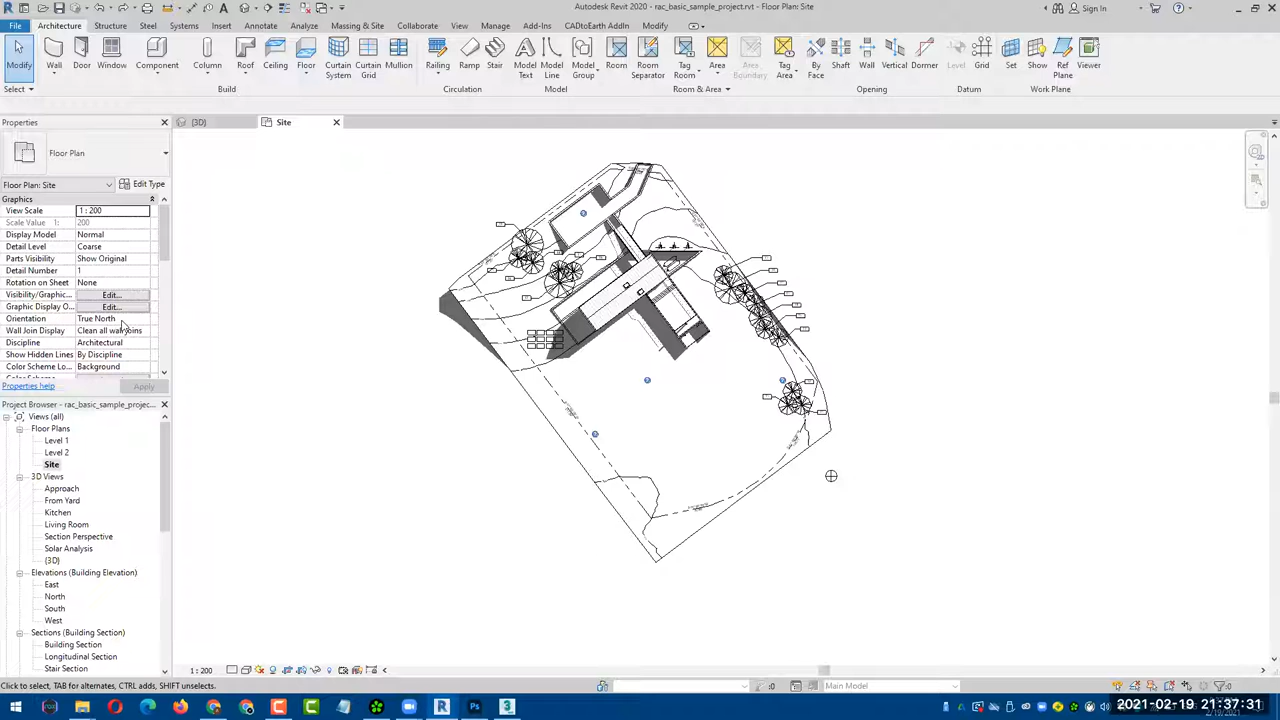 Autodesk Revit 2020 - rac_basic_sample_project.rvt - Floor Plan: Site
Sign In
File Architecture Structure Steel Systems Insert Annotate Analyze Massing & Site Collaborate View Manage Add-Ins CADtoEarth AddIn Modify
Modify Wall Door Window Component Column Roof Ceiling Floor Curtain System Curtain Grid Mullion Railing Ramp Stair Model Text Model Line Model Group Room Room Separator Tag Room Area Area Boundary Tag Area By Face Shaft Wall Vertical Dormer Level Grid Set Show Ref Plane Viewer
Select Build Circulation Model Room & Area Opening Datum Work Plane
Properties
{3D} Site
Floor Plan
Floor Plan: Site Edit Type
Graphics
View Scale 1 : 200
Scale Value 1: 200
Display Model Normal
Detail Level Coarse
Parts Visibility Show Original
Detail Number 1
Rotation on Sheet None
Visibility/Graphic... Edit...
Graphic Display O... Edit...
Orientation True North
Wall Join Display Clean all wall joins
Discipline Architectural
Show Hidden Lines By Discipline
Color Scheme Lo... Background
Properties help Apply
Project Browser - rac_basic_sample_projec...
Views (all)
Floor Plans
Level 1
Level 2
Site
3D Views
Approach
From Yard
Kitchen
Living Room
Section Perspective
Solar Analysis
{3D}
Elevations (Building Elevation)
East
North
South
West
Sections (Building Section)
Building Section
Longitudinal Section
Stair Section
1 : 200
Click to select, TAB for alternates, CTRL adds, SHIFT unselects.
:0 Main Model :0
2021-02-19 21:37:31